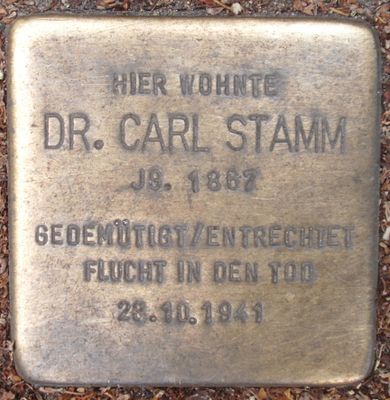 HIER WOHNTE
DR. CARL STAMM
JG. 1867
GEDEMÜTIGT/ENTRECHTET
FLUCHT IN DEN TOD
28.10.1941